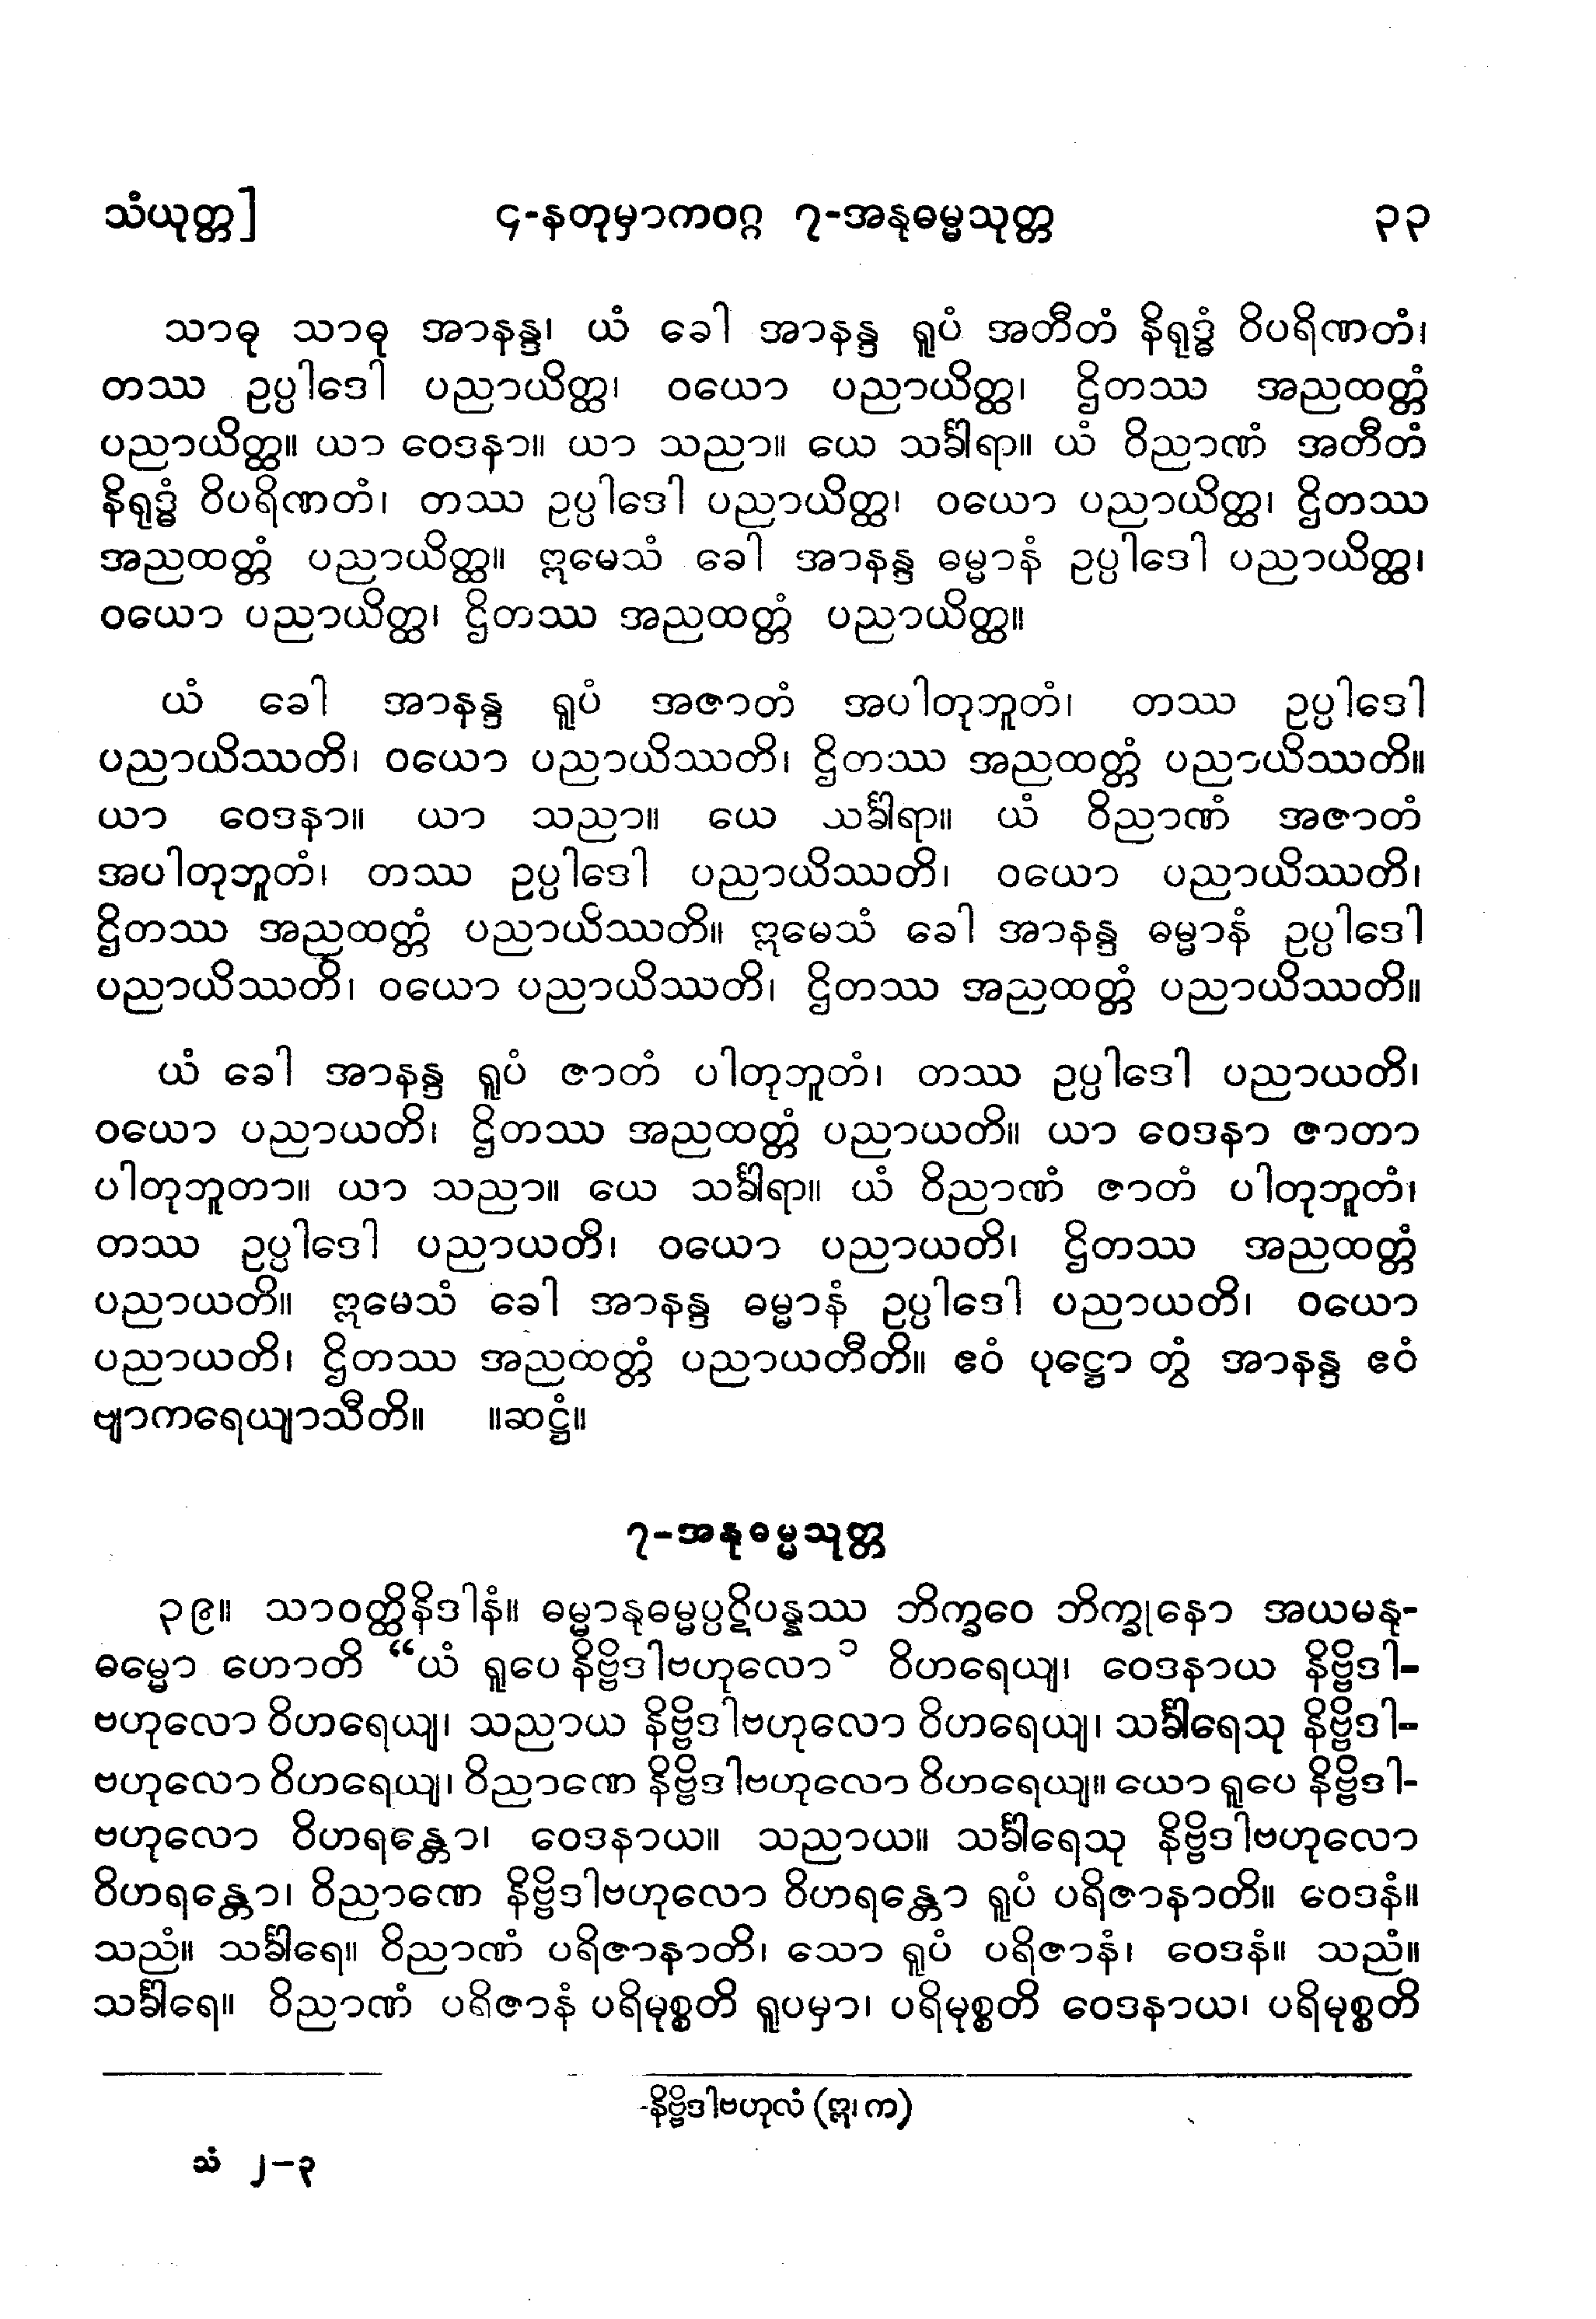 သံယုတ္တ] ၄-နတုမှာကဝဂ္ဂ ၇-အနုဓမ္မသုတ္တ ၃၃
သာဓု သာဓု အာနန္ဒ၊ ယံ ခေါ အာနန္ဒ ရူပံ အတီတံ နိရုဒ္ဓံ ဝိပရိဏတံ၊
တဿ ဥပ္ပါဒေါ ပညာယိတ္ထ၊ ဝယော ပညာယိတ္ထ၊ ဌိတဿ အညထတ္တံ
ပညာယိတ္ထ။ ယာ ဝေဒနာ။ ယာ သညာ။ ယေ သင်္ခါရာ။ ယံ ဝိညာဏံ အတီတံ
နိရုဒ္ဓံ ဝိပရိဏတံ၊ တဿ ဥပ္ပါဒေါ ပညာယိတ္ထ၊ ဝယော ပညာယိတ္ထ၊ ဌိတဿ
အညထတ္တံ ပညာယိတ္ထ။ ဣမေသံ ခေါ အာနန္ဒ ဓမ္မာနံ ဥပ္ပါဒေါ ပညာယိတ္ထ၊
ဝယော ပညာယိတ္ထ၊ ဌိတဿ အညထတ္တံ ပညာယိတ္ထ။
ယံ ခေါ အာနန္ဒ ရူပံ အဇာတံ အပါတုဘူတံ၊ တဿ ဥပ္ပါဒေါ
ပညာယိဿတိ၊ ဝယော ပညာယိဿတိ၊ ဌိတဿ အညထတ္တံ ပညာယိဿတိ။
ယာ ဝေဒနာ။ ယာ သညာ။ ယေ သင်္ခါရာ။ ယံ ဝိညာဏံ အဇာတံ
အပါတုဘူတံ၊ တဿ ဥပ္ပါဒေါ ပညာယိဿတိ၊ ဝယော ပညာယိဿတိ၊
ဌိတဿ အညထတ္တံ ပညာယိဿတိ။ ဣမေသံ ခေါ အာနန္ဒ ဓမ္မာနံ ဥပ္ပါဒေါ
ပညာယိဿတိ၊ ဝယော ပညာယိဿတိ၊ ဌိတဿ အညထတ္တံ ပညာယိဿတိ။
ယံ ခေါ အာနန္ဒ ရူပံ ဇာတံ ပါတုဘူတံ၊ တဿ ဥပ္ပါဒေါ ပညာယတိ၊
ဝယော ပညာယတိ၊ ဌိတဿ အညထတ္တံ ပညာယတိ။ ယာ ဝေဒနာ ဇာတာ
ပါတုဘူတာ။ ယာ သညာ။ ယေ သင်္ခါရာ။ ယံ ဝိညာဏံ ဇာတံ ပါတုဘူတံ၊
တဿ ဥပ္ပါဒေါ ပညာယတိ၊ ဝယော ပညာယတိ၊ ဌိတဿ အညထတ္တံ
ပညာယတိ။ ဣမေသံ ခေါ အာနန္ဒ ဓမ္မာနံ ဥပ္ပါဒေါ ပညာယတိ၊ ဝယော
ပညာယတိ၊ ဌိတဿ အညထတ္တံ ပညာယတီတိ။ ဧဝံ ပုဋ္ဌော တွံ အာနန္ဒ ဧဝံ
ဗျာကရေယျာသီတိ။ ။ဆဋ္ဌံ။
၇-အနုဓမ္မသုတ္တ
၃၉။ သာဝတ္ထိနိဒါနံ။ ဓမ္မာနုဓမ္မပ္ပဋိပန္နဿ ဘိက္ခဝေ ဘိက္ခုနော အယမနု-
ဓမ္မော ဟောတိ “ယံ ရူပေ နိဗ္ဗိဒါဗဟုလော၁ ဝိဟရေယျ၊ ဝေဒနာယ နိဗ္ဗိဒါ-
ဗဟုလော ဝိဟရေယျ၊ သညာယ နိဗ္ဗိဒါဗဟုလော ဝိဟရေယျ၊ သင်္ခါရေသု နိဗ္ဗိဒါ-
ဗဟုလော ဝိဟရေယျ၊ ဝိညာဏေ နိဗ္ဗိဒါဗဟုလော ဝိဟရေယျ။ ယော ရူပေ နိဗ္ဗိဒါ-
ဗဟုလော ဝိဟရန္တော၊ ဝေဒနာယ။ သညာယ။ သင်္ခါရေသု နိဗ္ဗိဒါဗဟုလော
ဝိဟရန္တော၊ ဝိညာဏေ နိဗ္ဗိဒါဗဟုလော ဝိဟရန္တော ရူပံ ပရိဇာနာတိ။ ဝေဒနံ။
သညံ။ သင်္ခါရေ။ ဝိညာဏံ ပရိဇာနာတိ၊ သော ရူပံ ပရိဇာနံ၊ ဝေဒနံ။ သညံ။
သင်္ခါရေ။ ဝိညာဏံ ပရိဇာနံ ပရိမုစ္စတိ ရူပမှာ၊ ပရိမုစ္စတိ ဝေဒနာယ၊ ပရိမုစ္စတိ
-နိဗ္ဗိဒါဗဟုလံ (ဣ၊ က)
သံ ၂-၃